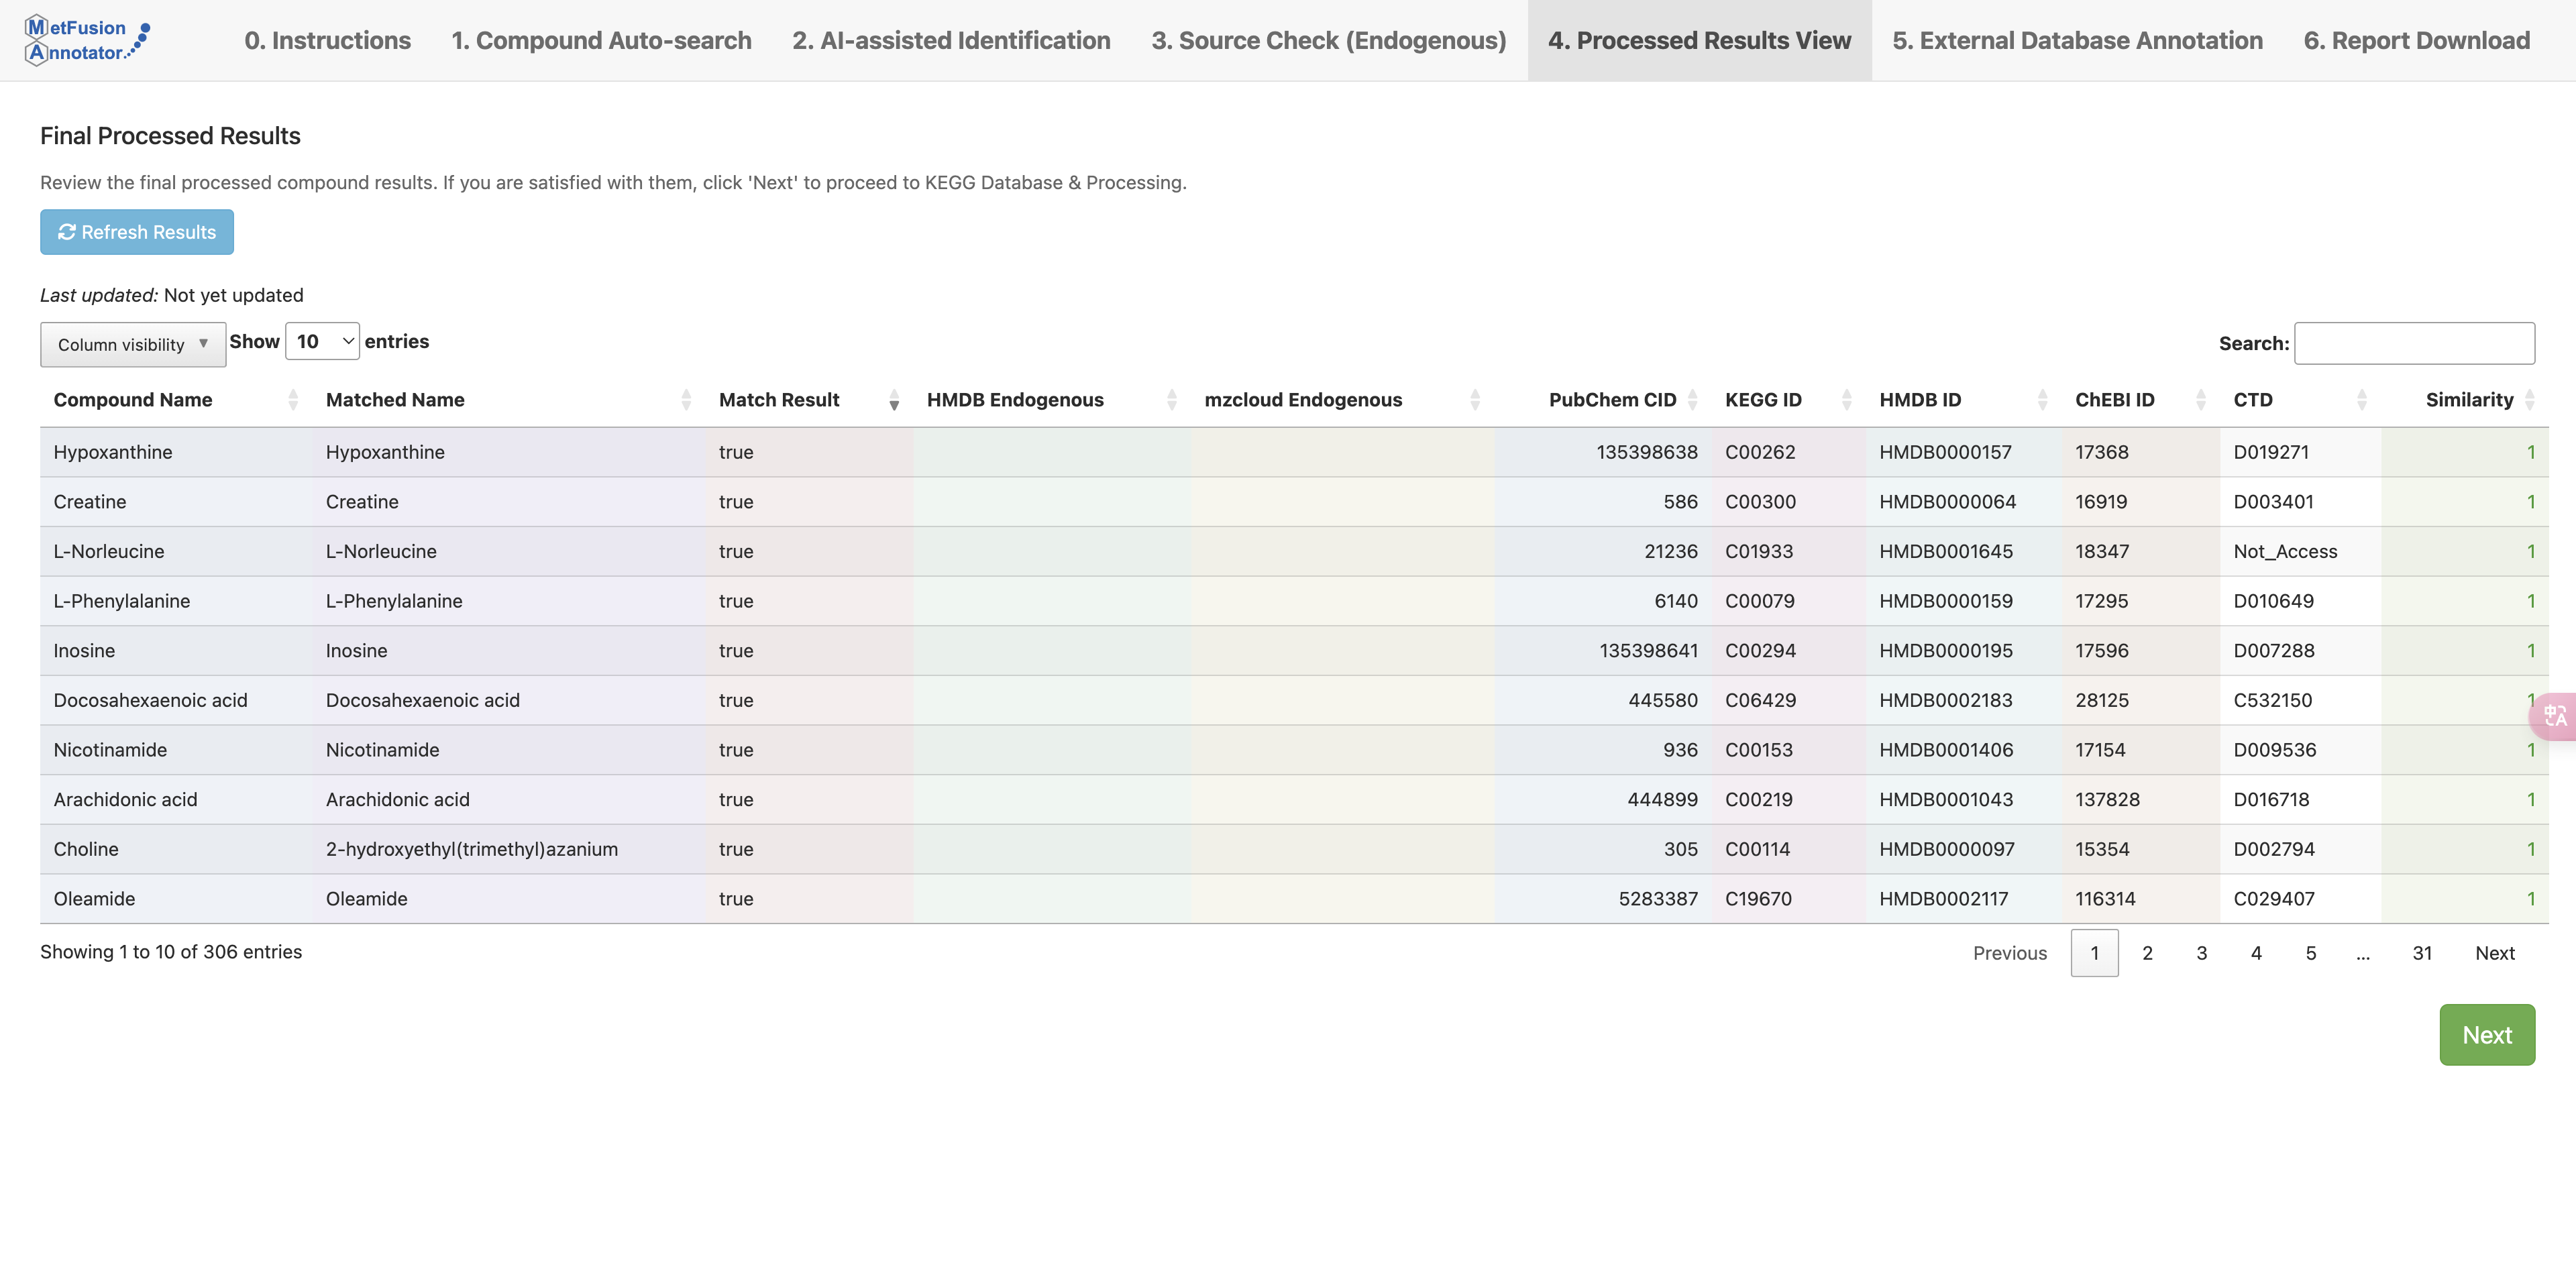 MetFusion
Annotator
0. Instructions 1. Compound Auto-search 2. AI-assisted Identification 3. Source Check (Endogenous) 4. Processed Results View 5. External Database Annotation 6. Report Download
Final Processed Results
Review the final processed compound results. If you are satisfied with them, click 'Next' to proceed to KEGG Database & Processing.
Refresh Results
Last updated: Not yet updated
Column visibility ▼ Show 10 entries Search:
Compound Name Matched Name Match Result HMDB Endogenous mzcloud Endogenous PubChem CID KEGG ID HMDB ID ChEBI ID CTD Similarity
Hypoxanthine Hypoxanthine true 135398638 C00262 HMDB0000157 17368 D019271 1
Creatine Creatine true 586 C00300 HMDB0000064 16919 D003401 1
L-Norleucine L-Norleucine true 21236 C01933 HMDB0001645 18347 Not_Access 1
L-Phenylalanine L-Phenylalanine true 6140 C00079 HMDB0000159 17295 D010649 1
Inosine Inosine true 135398641 C00294 HMDB0000195 17596 D007288 1
Docosahexaenoic acid Docosahexaenoic acid true 445580 C06429 HMDB0002183 28125 C532150 1
Nicotinamide Nicotinamide true 936 C00153 HMDB0001406 17154 D009536 1
Arachidonic acid Arachidonic acid true 444899 C00219 HMDB0001043 137828 D016718 1
Choline 2-hydroxyethyl(trimethyl)azanium true 305 C00114 HMDB0000097 15354 D002794 1
Oleamide Oleamide true 5283387 C19670 HMDB0002117 116314 C029407 1
Showing 1 to 10 of 306 entries Previous 1 2 3 4 5 ... 31 Next
Next